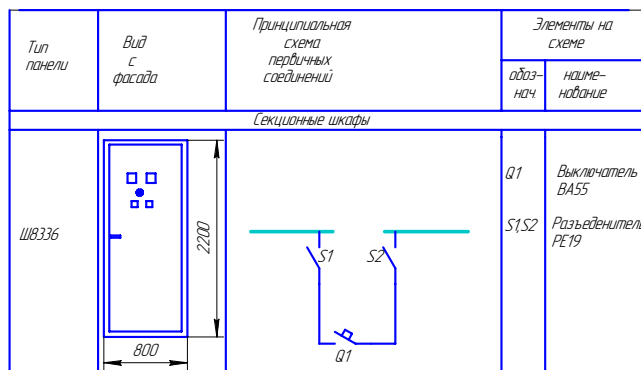 Тип
панели
Вид
с
фасада
Принципиальная
схема
первичных
соединений
Элементы на
схеме
обоз-
нач.
наиме-
нование
Секционные шкафы
Ш8336
2200
800
S1
S2
Q1
Q1
Выключатель
ВА55
S1,S2
Разъеденитель
РЕ19